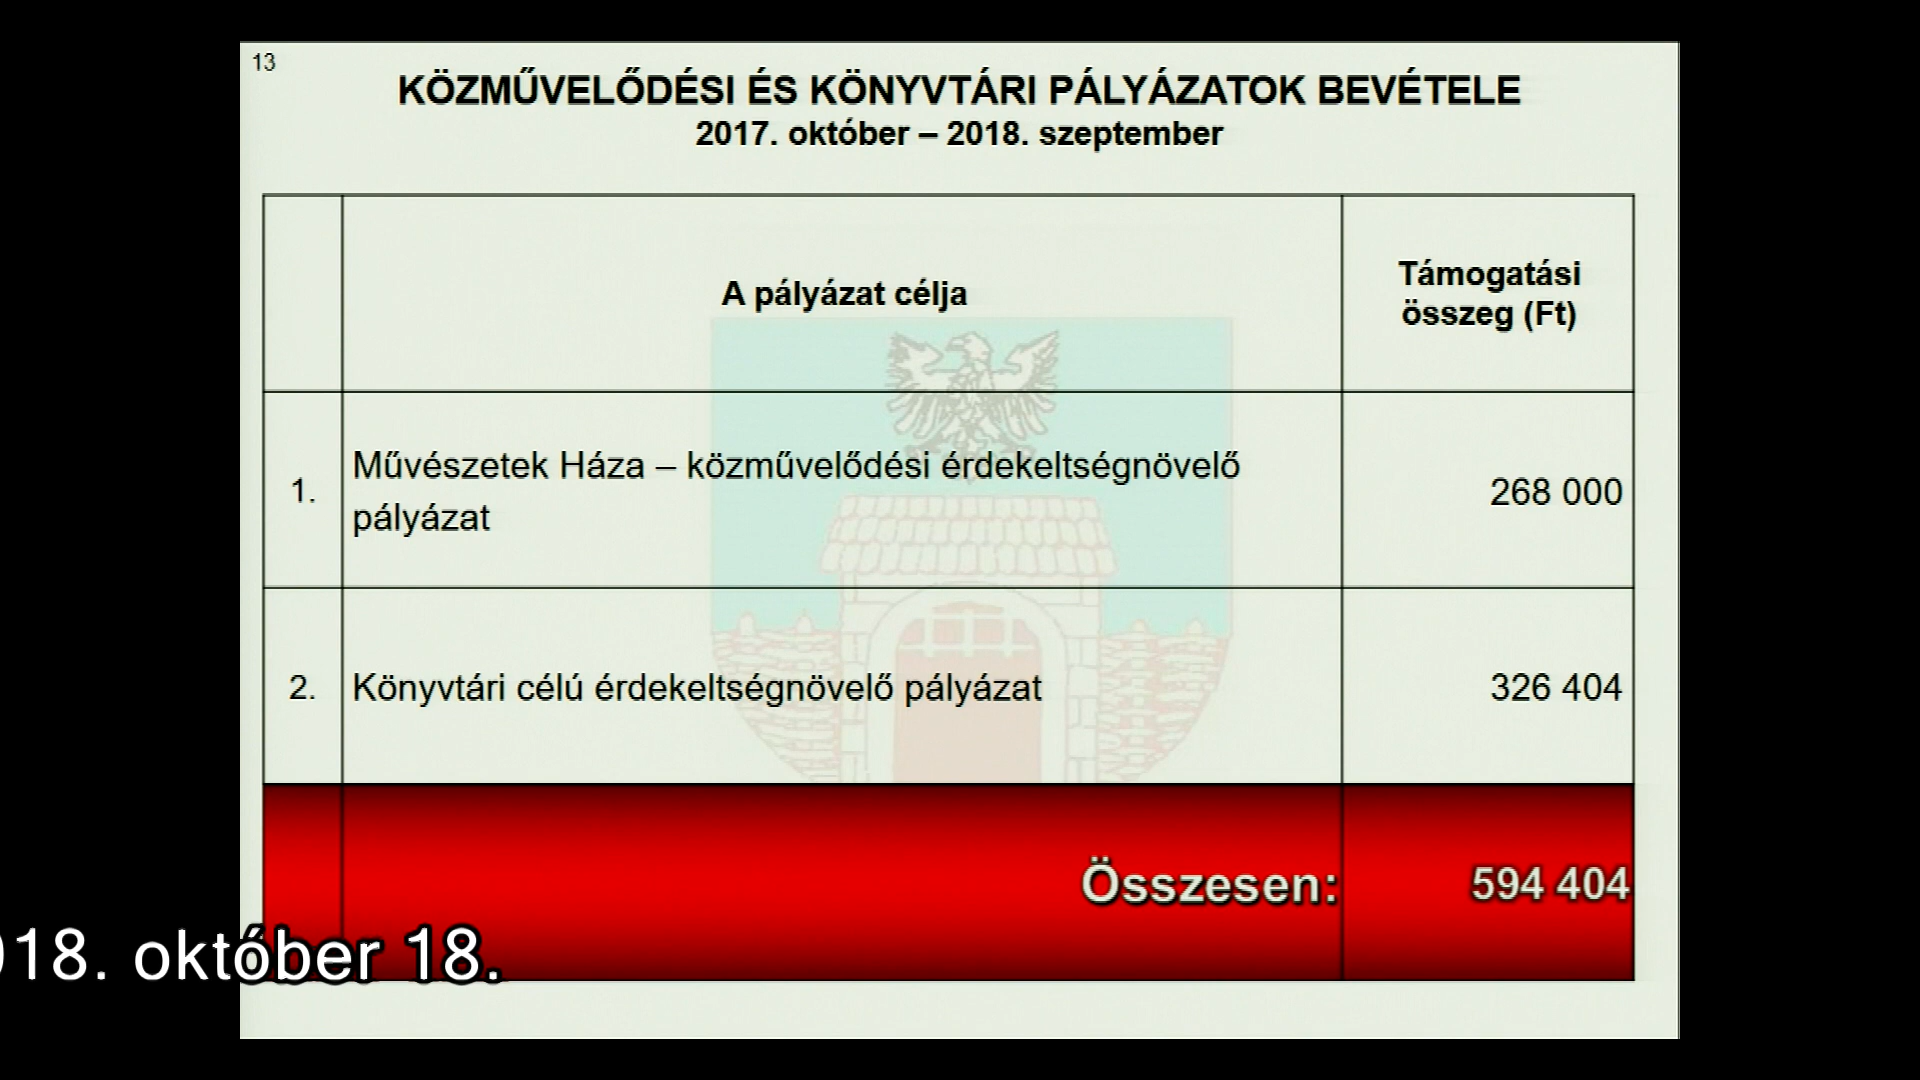 13
KÖZMŰVELŐDÉSI ÉS KÖNYVTÁRI PÁLYÁZATOK BEVÉTELE
2017. október – 2018. szeptember
A pályázat célja
Támogatási
összeg (Ft)
1.
Művészetek Háza – közművelődési érdekeltségnövelő
pályázat
268 000
2.
Könyvtári célú érdekeltségnövelő pályázat
326 404
Összesen:
594 404
018. október 18.